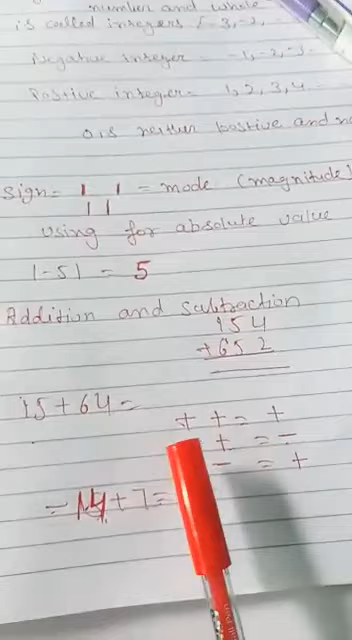 number and whole
is called integers [-3,-2,
Negative integer = -1,-2,-3-
Positive integer = 1, 2, 3, 4
0 is neither positive and n
Sign = | | = mode (magnitude)
| |
using for absolute value
|-5| = 5
Addition and subtraction
154
+652
15+64=
+ + = +
+ = -
- = +
+7=